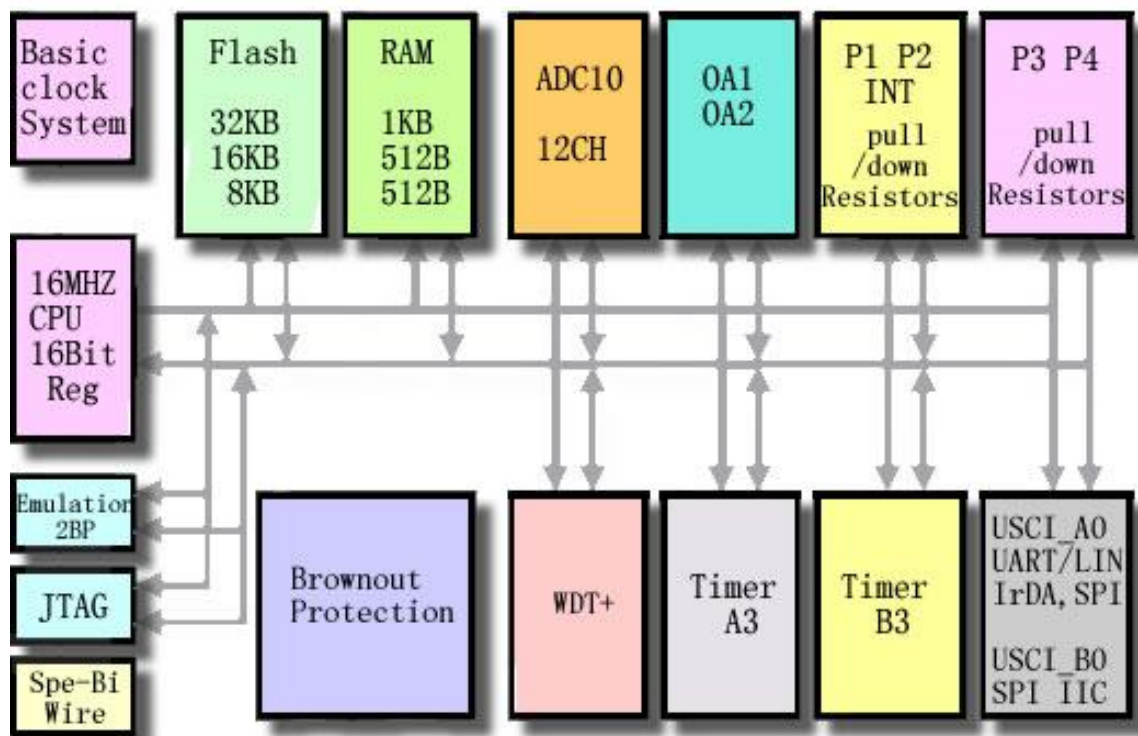 Basic
clock
System
Flash
32KB
16KB
8KB
RAM
1KB
512B
512B
ADC10
12CH
OA1
OA2
P1 P2
INT
pull
/down
Resistors
P3 P4
pull
/down
Resistors
16MHZ
CPU
16Bit
Reg
Emulation
2BP
JTAG
Spe-Bi
Wire
Brownout
Protection
WDT+
Timer
A3
Timer
B3
USCI_A0
UART/LIN
IrDA,SPI
USCI_B0
SPI IIC